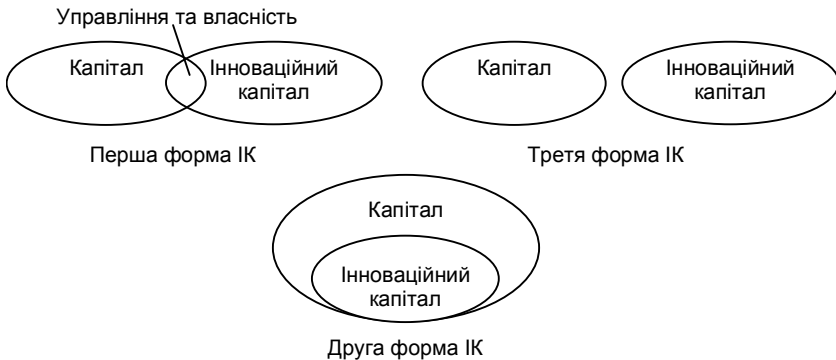 Управління та власність
Капітал
Інноваційний
капітал
Капітал
Інноваційний
капітал
Перша форма ІК
Третя форма ІК
Капітал
Інноваційний
капітал
Друга форма ІК